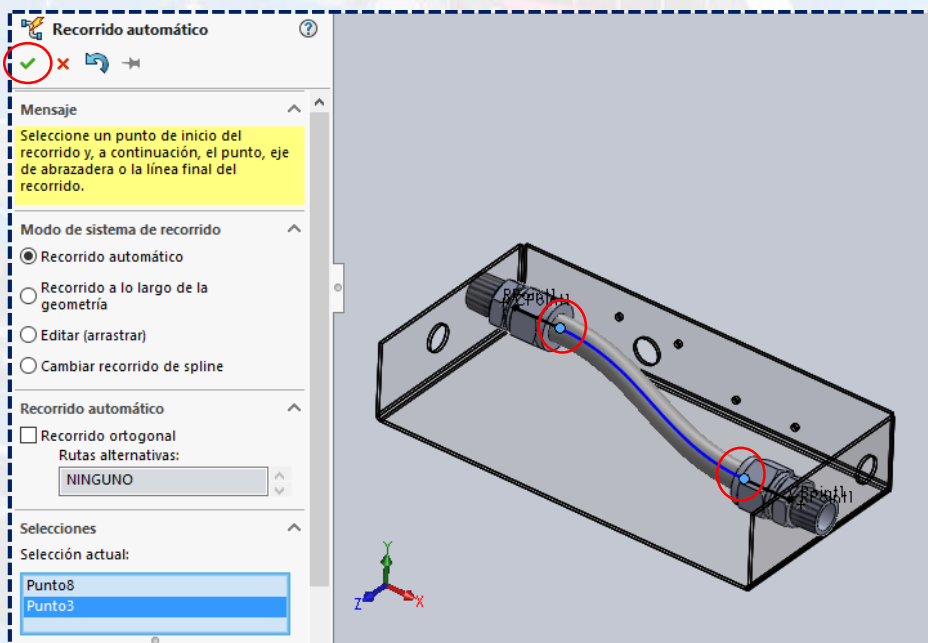 Recorrido automático
Mensaje
Seleccione un punto de inicio del
recorrido y, a continuación, el punto, eje
de abrazadera o la línea final del
recorrido.
Modo de sistema de recorrido
Recorrido automático
Recorrido a lo largo de la
geometría
Editar (arrastrar)
Cambiar recorrido de spline
Recorrido automático
Recorrido ortogonal
Rutas alternativas:
NINGUNO
Selecciones
Selección actual:
Punto8
Punto3
Y
Z
X